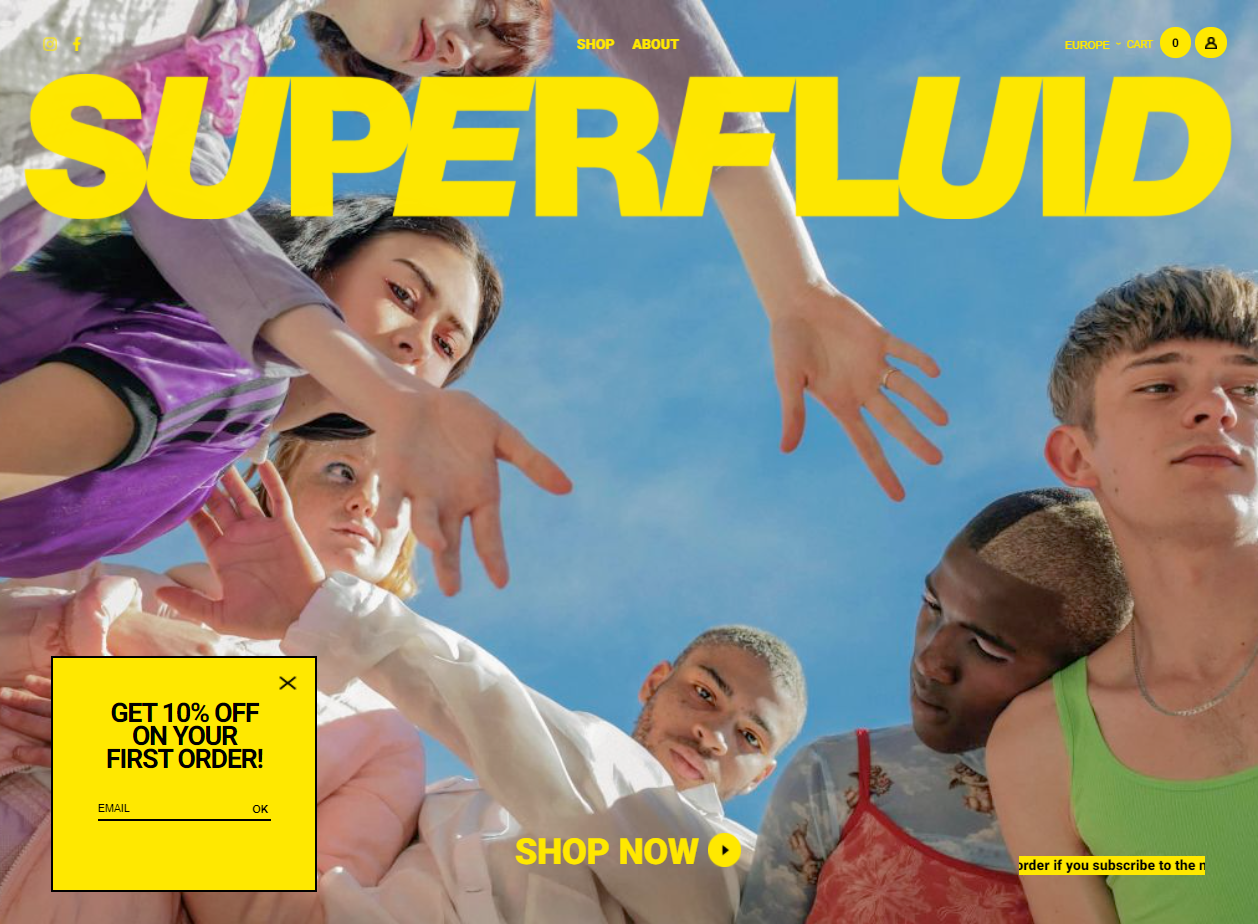 SHOP ABOUT
EUROPE - CART 0
SUPERFLUID
GET 10% OFF
ON YOUR
FIRST ORDER!
EMAIL OK
SHOP NOW
order if you subscribe to the